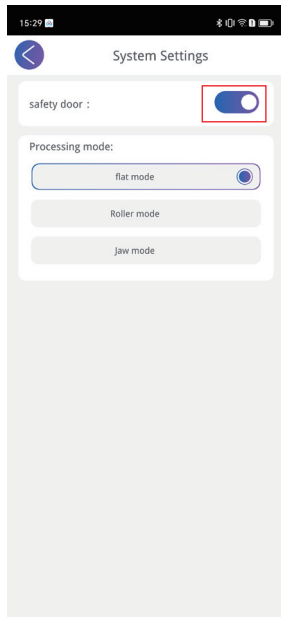 15:29
System Settings
safety door :
Processing mode:
flat mode
Roller mode
Jaw mode